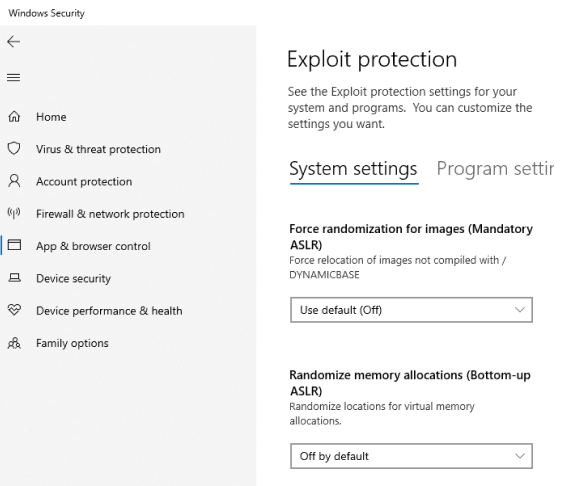 Windows Security
Home
Virus & threat protection
Account protection
Firewall & network protection
App & browser control
Device security
Device performance & health
Family options
Exploit protection
See the Exploit protection settings for your
system and programs.  You can customize the
settings you want.
System settings Program settin
Force randomization for images (Mandatory
ASLR)
Force relocation of images not compiled with /
DYNAMICBASE
Use default (Off)
Randomize memory allocations (Bottom-up
ASLR)
Randomize locations for virtual memory
allocations.
Off by default